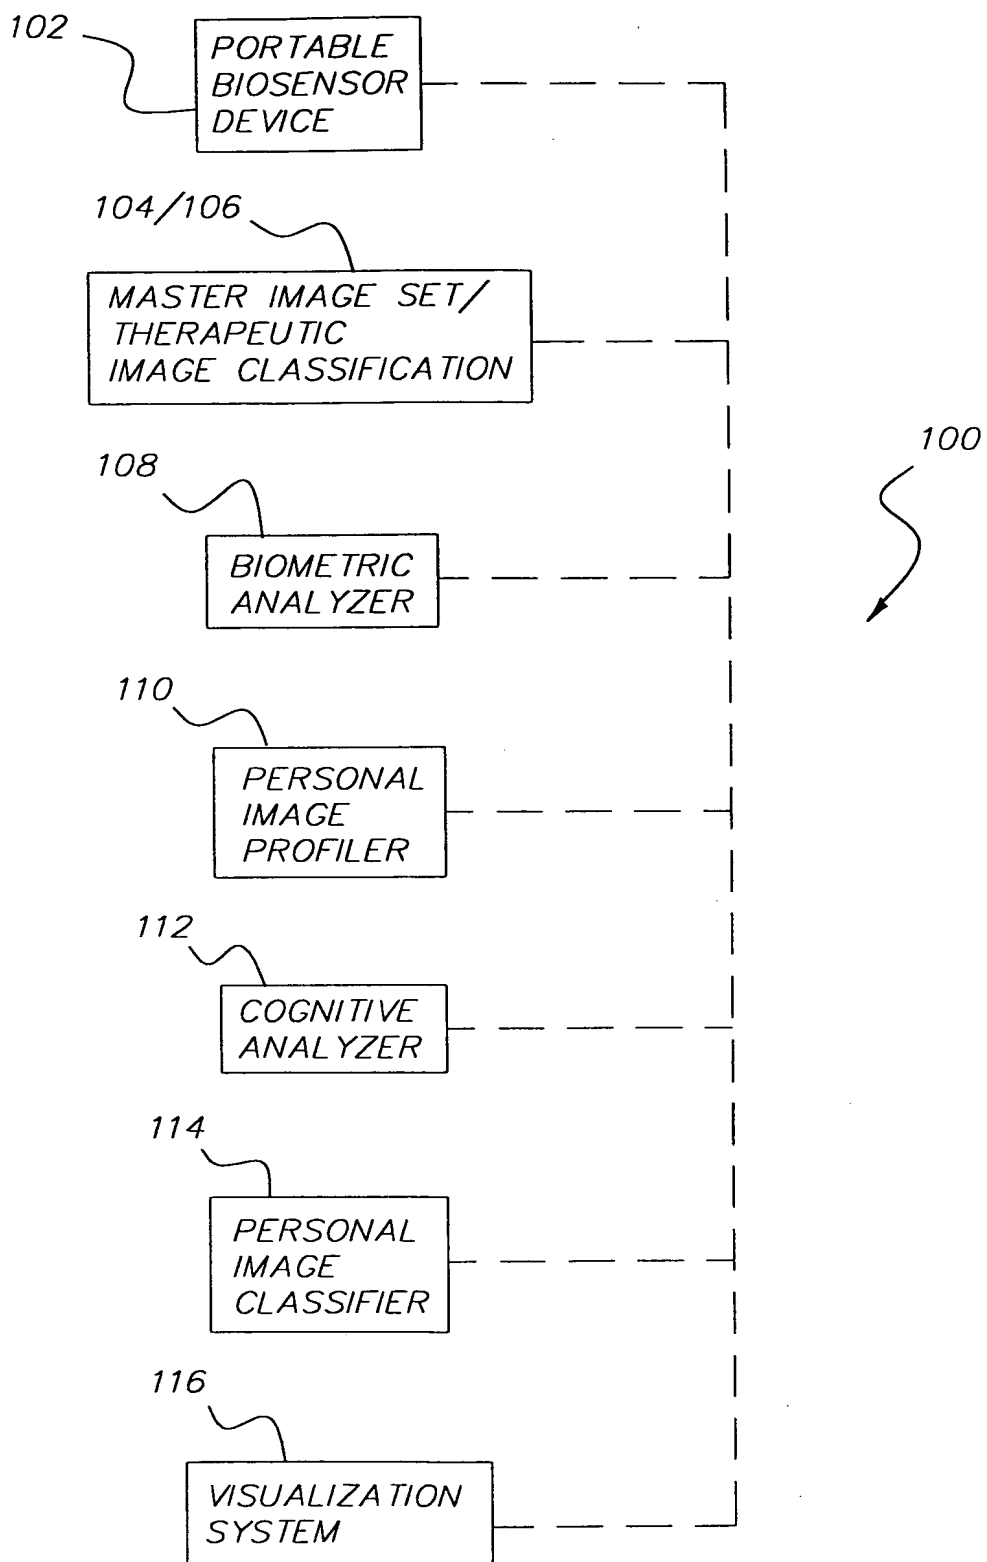 102
PORTABLE
BIOSENSOR
DEVICE
104/106
MASTER IMAGE SET/
THERAPEUTIC
IMAGE CLASSIFICATION
100
108
BIOMETRIC
ANALYZER
110
PERSONAL
IMAGE
PROFILER
112
COGNITIVE
ANALYZER
114
PERSONAL
IMAGE
CLASSIFIER
116
VISUALIZATION
SYSTEM